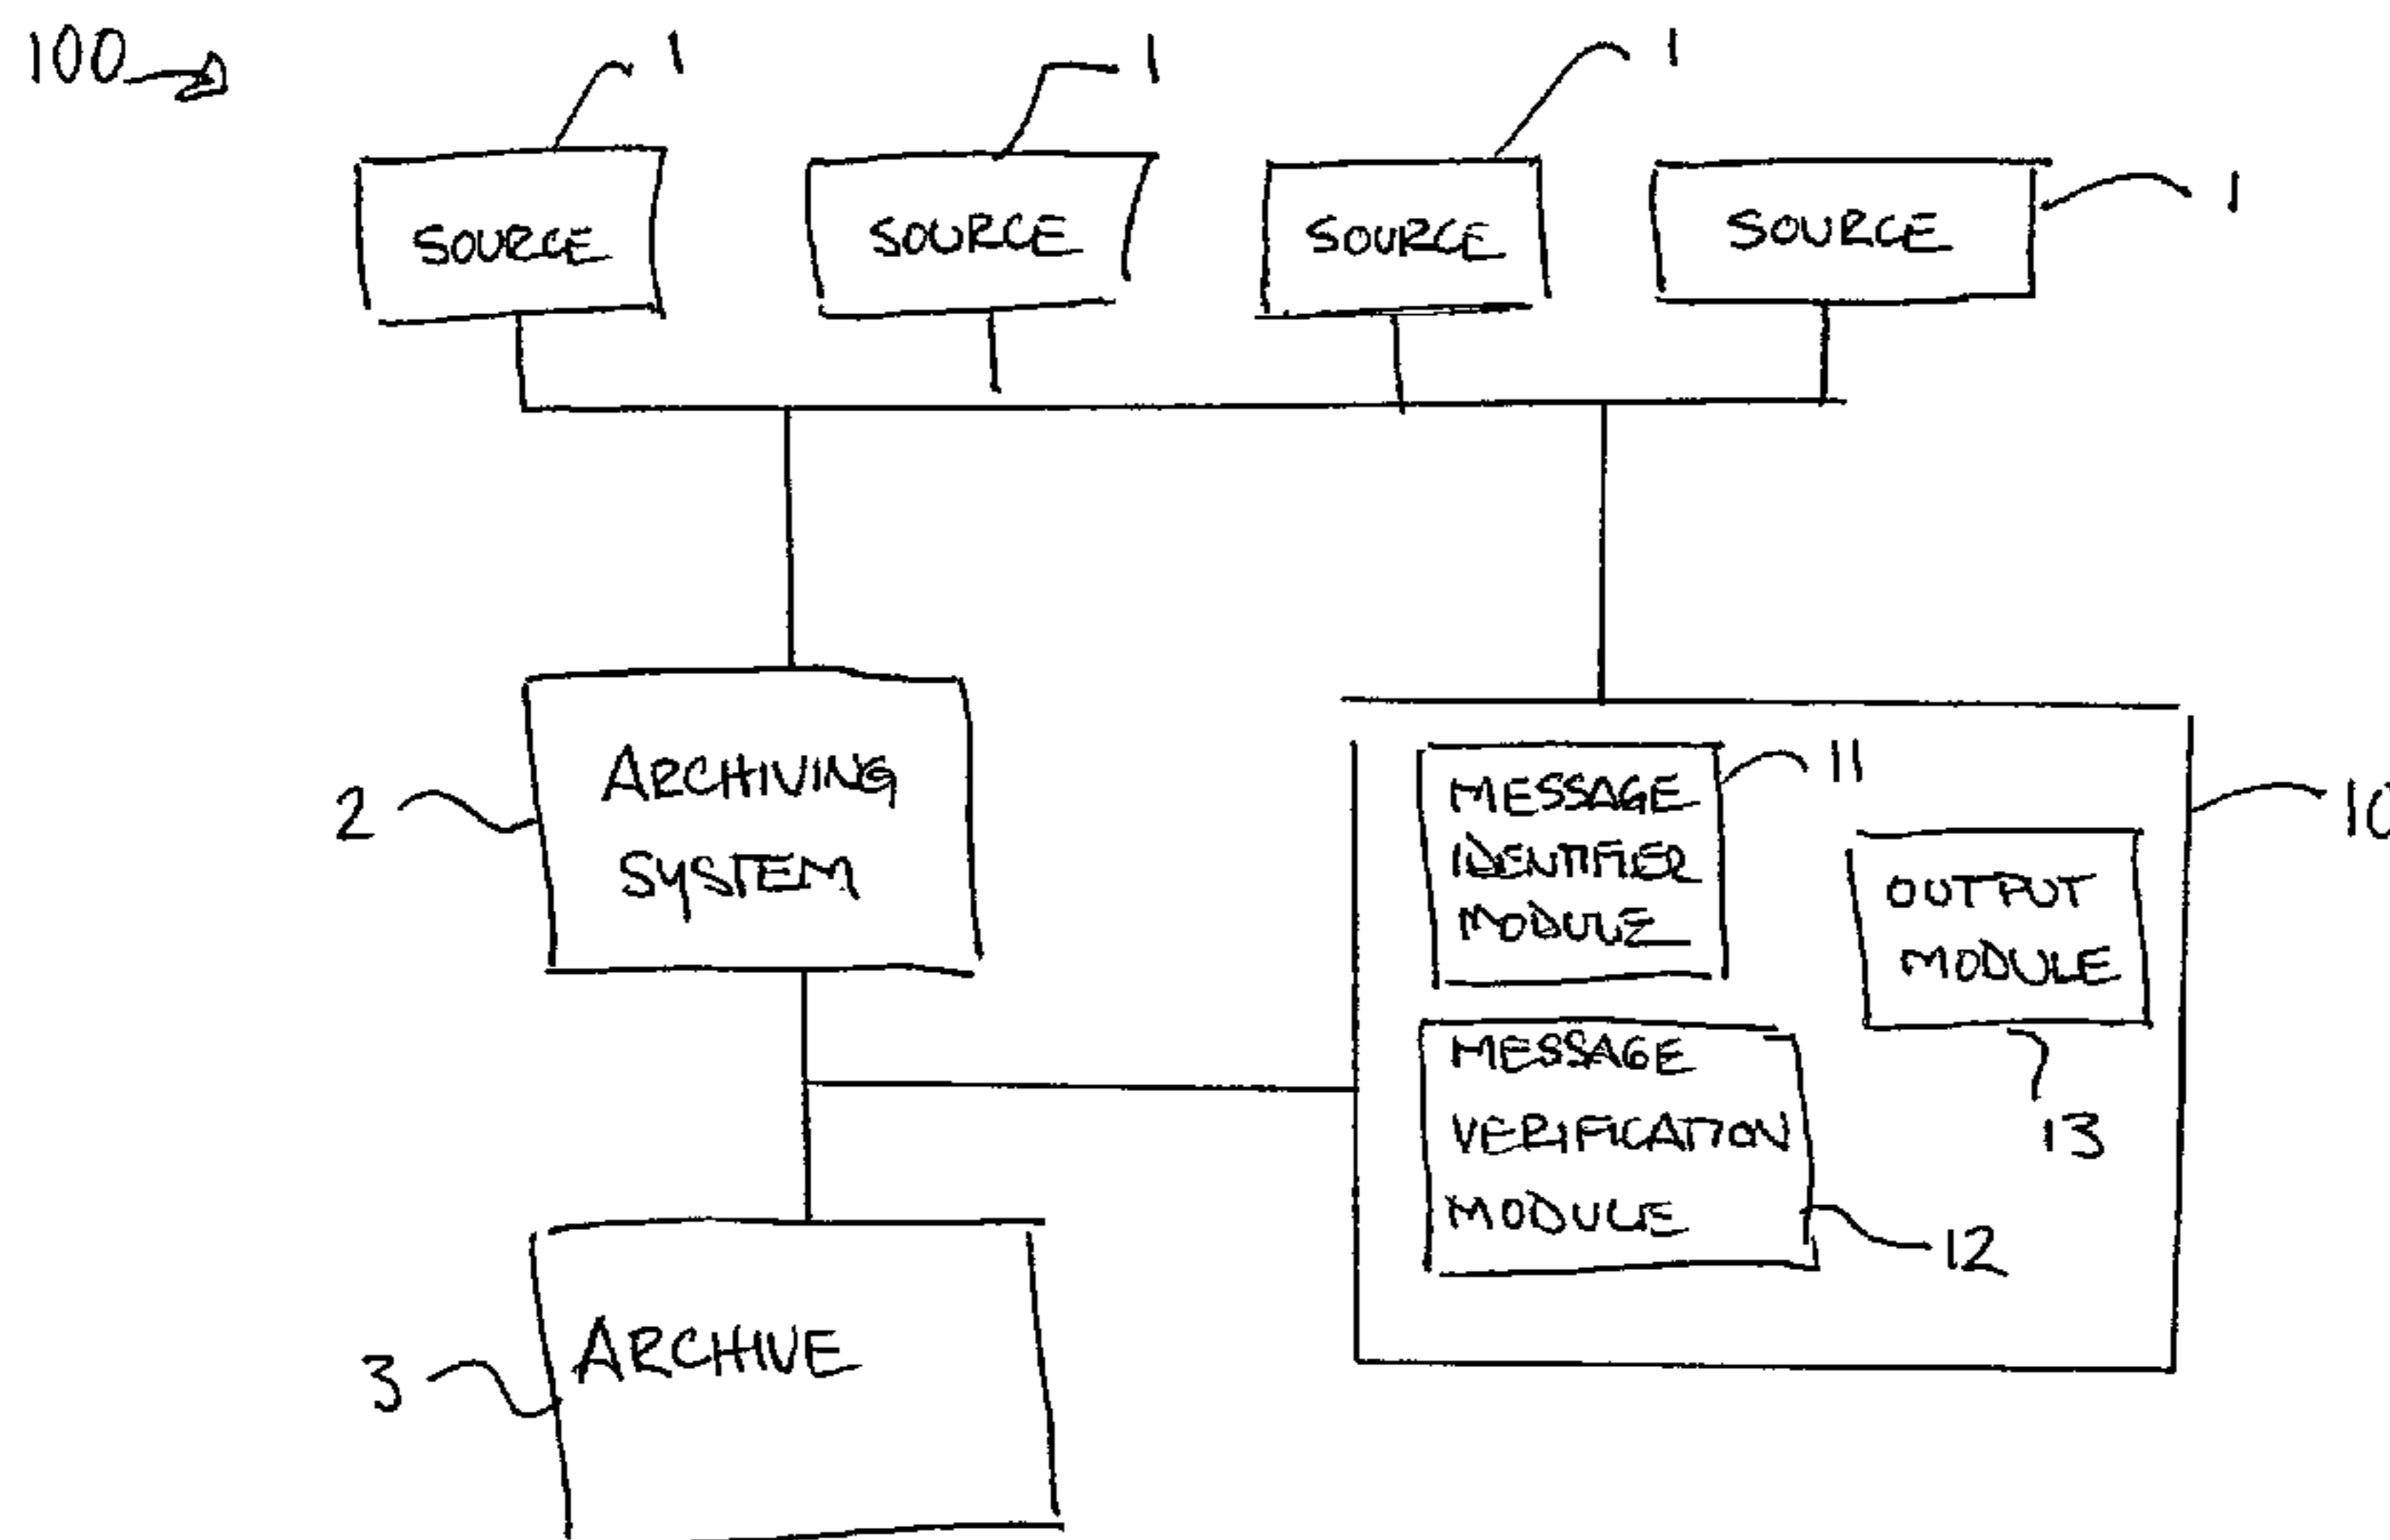 100
1
1
1
1
SOURCE
SOURCE
SOURCE
SOURCE
ARCHIVING
SYSTEM
2
MESSAGE
IDENTIFIER
MODULE
11
OUTPUT
MODULE
13
10
MESSAGE
VERIFICATION
MODULE
12
ARCHIVE
3